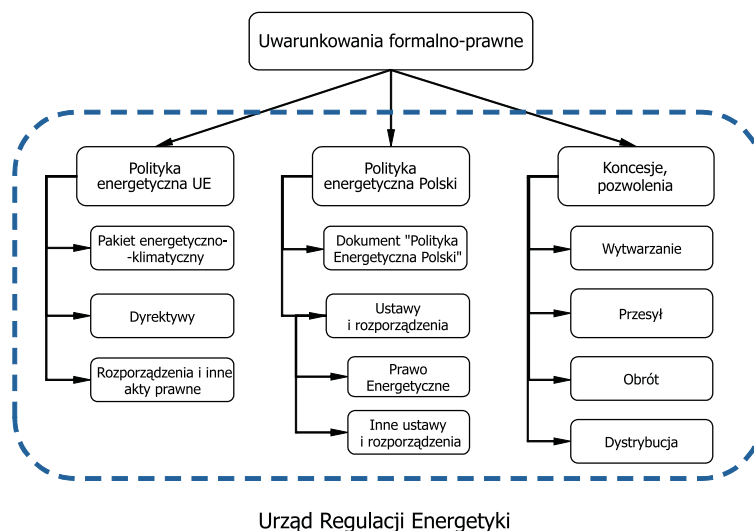 Uwarunkowania formalno-prawne
Polityka
energetyczna UE
Pakiet energetyczno-
-klimatyczny
Dyrektywy
Rozporządzenia i inne
akty prawne
Polityka
energetyczna Polski
Dokument "Polityka
Energetyczna Polski"
Ustawy
i rozporządzenia
Prawo
Energetyczne
Inne ustawy
i rozporządzenia
Koncesje,
pozwolenia
Wytwarzanie
Przesył
Obrót
Dystrybucja
Urząd Regulacji Energetyki